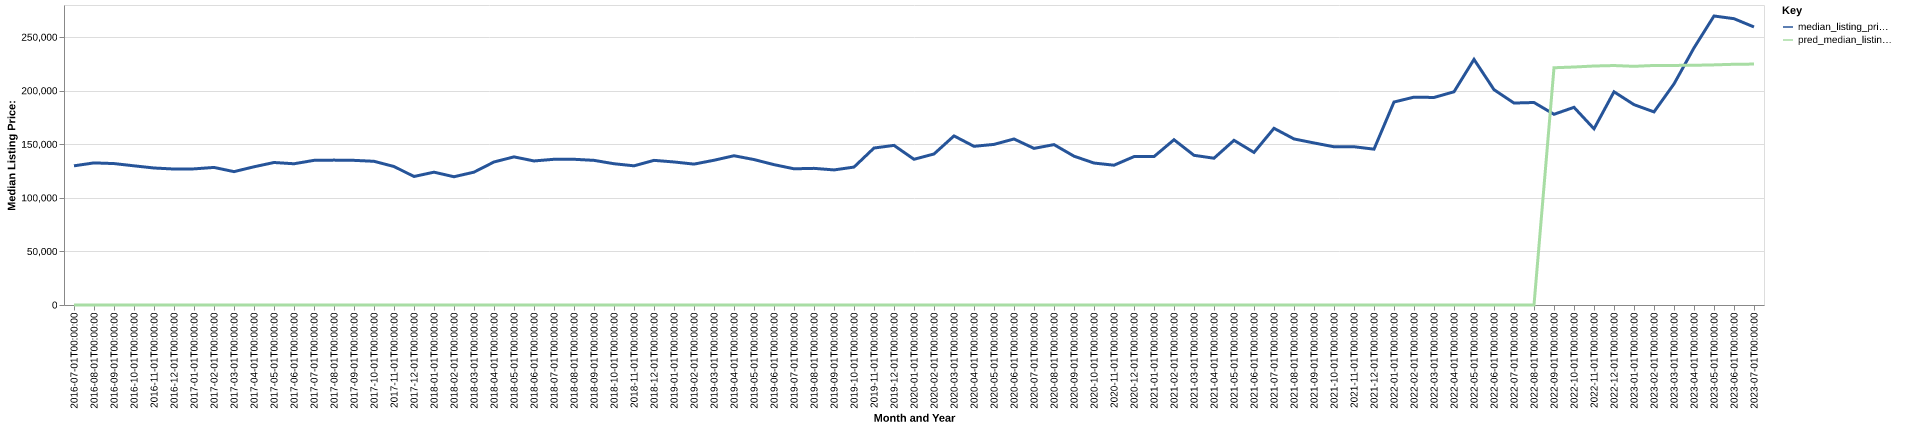 Key
median_listing_pri…
pred_median_listin…
Median Listing Price:
250,000
200,000
150,000
100,000
50,000
0
2016-07-01T00:00:00
2016-08-01T00:00:00
2016-09-01T00:00:00
2016-10-01T00:00:00
2016-11-01T00:00:00
2016-12-01T00:00:00
2017-01-01T00:00:00
2017-02-01T00:00:00
2017-03-01T00:00:00
2017-04-01T00:00:00
2017-05-01T00:00:00
2017-06-01T00:00:00
2017-07-01T00:00:00
2017-08-01T00:00:00
2017-09-01T00:00:00
2017-10-01T00:00:00
2017-11-01T00:00:00
2017-12-01T00:00:00
2018-01-01T00:00:00
2018-02-01T00:00:00
2018-03-01T00:00:00
2018-04-01T00:00:00
2018-05-01T00:00:00
2018-06-01T00:00:00
2018-07-01T00:00:00
2018-08-01T00:00:00
2018-09-01T00:00:00
2018-10-01T00:00:00
2018-11-01T00:00:00
2018-12-01T00:00:00
2019-01-01T00:00:00
2019-02-01T00:00:00
2019-03-01T00:00:00
2019-04-01T00:00:00
2019-05-01T00:00:00
2019-06-01T00:00:00
2019-07-01T00:00:00
2019-08-01T00:00:00
2019-09-01T00:00:00
2019-10-01T00:00:00
2019-11-01T00:00:00
2019-12-01T00:00:00
2020-01-01T00:00:00
2020-02-01T00:00:00
2020-03-01T00:00:00
2020-04-01T00:00:00
2020-05-01T00:00:00
2020-06-01T00:00:00
2020-07-01T00:00:00
2020-08-01T00:00:00
2020-09-01T00:00:00
2020-10-01T00:00:00
2020-11-01T00:00:00
2020-12-01T00:00:00
2021-01-01T00:00:00
2021-02-01T00:00:00
2021-03-01T00:00:00
2021-04-01T00:00:00
2021-05-01T00:00:00
2021-06-01T00:00:00
2021-07-01T00:00:00
2021-08-01T00:00:00
2021-09-01T00:00:00
2021-10-01T00:00:00
2021-11-01T00:00:00
2021-12-01T00:00:00
2022-01-01T00:00:00
2022-02-01T00:00:00
2022-03-01T00:00:00
2022-04-01T00:00:00
2022-05-01T00:00:00
2022-06-01T00:00:00
2022-07-01T00:00:00
2022-08-01T00:00:00
2022-09-01T00:00:00
2022-10-01T00:00:00
2022-11-01T00:00:00
2022-12-01T00:00:00
2023-01-01T00:00:00
2023-02-01T00:00:00
2023-03-01T00:00:00
2023-04-01T00:00:00
2023-05-01T00:00:00
2023-06-01T00:00:00
2023-07-01T00:00:00
Month and Year